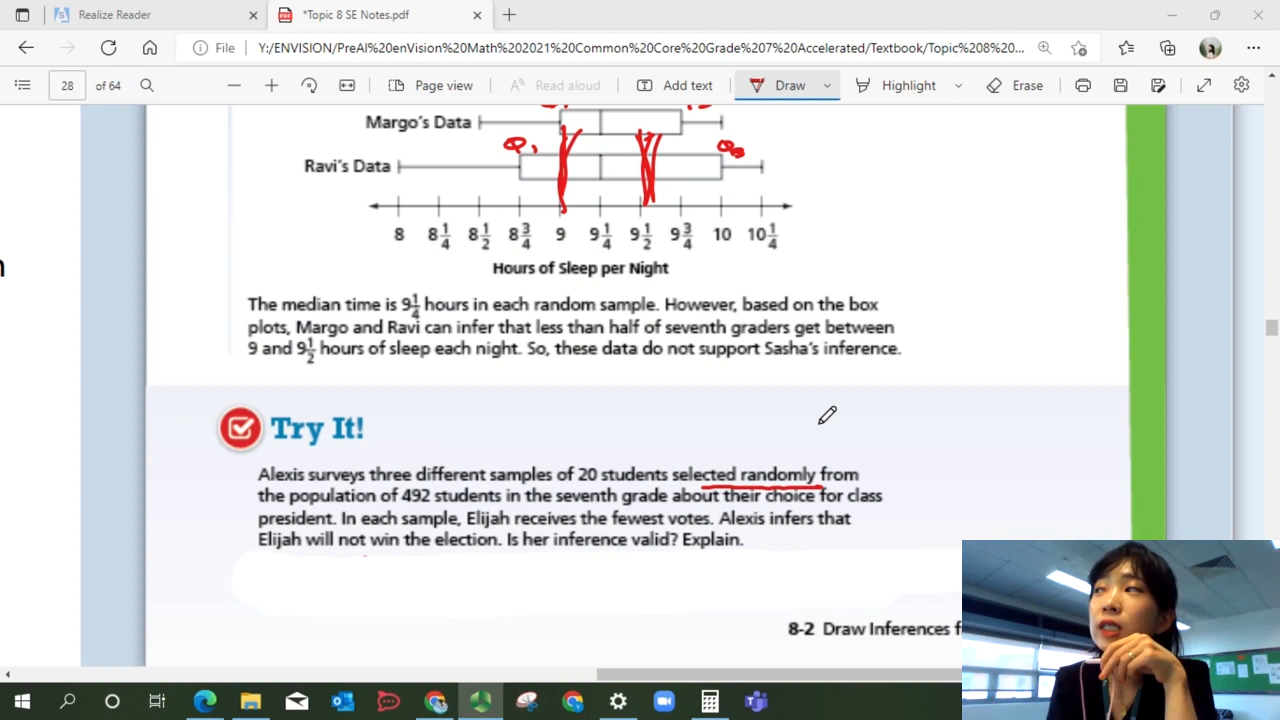 Realize Reader
*Topic 8 SE Notes.pdf
File
Y:/ENVISION/PreAl%20enVision%20Math%202021%20Common%20Core%20Grade%207%20Accelerated/Textbook/Topic%208%20...
28 of 64
Page view
Read aloud
Add text
Draw
Highlight
Erase
Margo's Data
Q1
Q3
Ravi's Data
8 8 1/4 8 1/2 8 3/4 9 9 1/4 9 1/2 9 3/4 10 10 1/4
Hours of Sleep per Night
The median time is 9 1/4 hours in each random sample. However, based on the box
plots, Margo and Ravi can infer that less than half of seventh graders get between
9 and 9 1/2 hours of sleep each night. So, these data do not support Sasha's inference.
Try It!
Alexis surveys three different samples of 20 students selected randomly from
the population of 492 students in the seventh grade about their choice for class
president. In each sample, Elijah receives the fewest votes. Alexis infers that
Elijah will not win the election. Is her inference valid? Explain.
8-2 Draw Inferences f